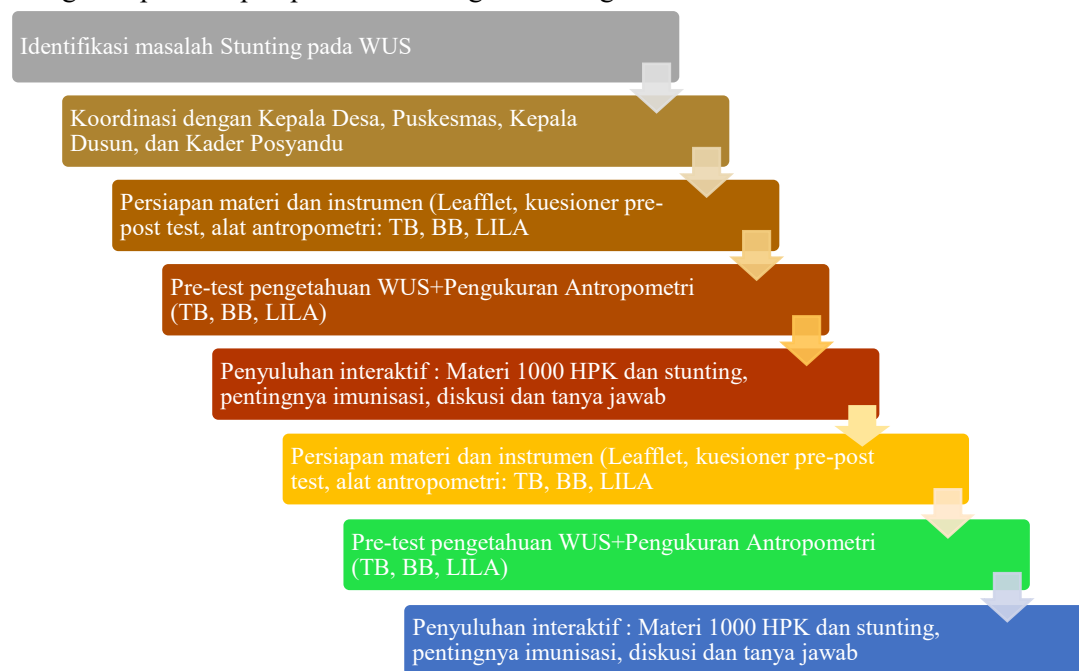 Identifikasi masalah Stunting pada WUS
Koordinasi dengan Kepala Desa, Puskesmas, Kepala
Dusun, dan Kader Posyandu
Persiapan materi dan instrumen (Leafflet, kuesioner pre-
post test, alat antropometri: TB, BB, LILA
Pre-test pengetahuan WUS+Pengukuran Antropometri
(TB, BB, LILA)
Penyuluhan interaktif : Materi 1000 HPK dan stunting,
pentingnya imunisasi, diskusi dan tanya jawab
Persiapan materi dan instrumen (Leafflet, kuesioner pre-post
test, alat antropometri: TB, BB, LILA
Pre-test pengetahuan WUS+Pengukuran Antropometri
(TB, BB, LILA)
Penyuluhan interaktif : Materi 1000 HPK dan stunting,
pentingnya imunisasi, diskusi dan tanya jawab